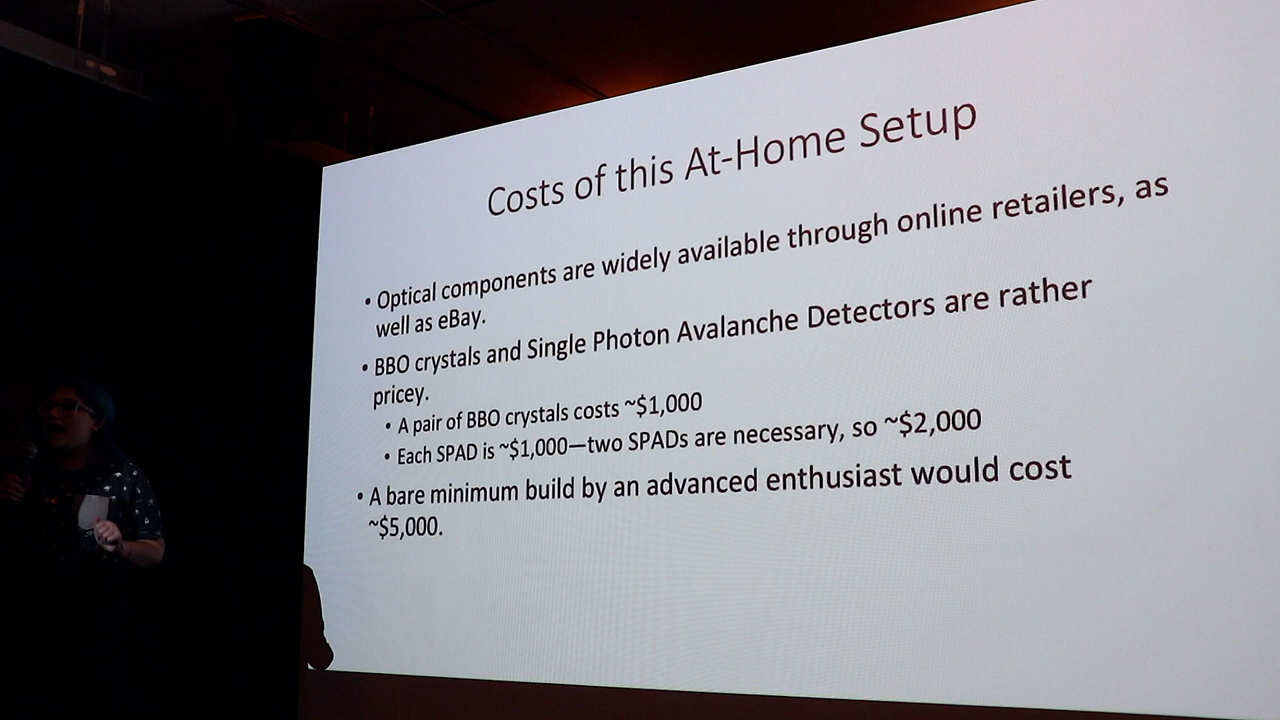 Costs of this At-Home Setup
• Optical components are widely available through online retailers, as
well as eBay.
• BBO crystals and Single Photon Avalanche Detectors are rather
pricey.
• A pair of BBO crystals costs ~$1,000
• Each SPAD is ~$1,000—two SPADs are necessary, so ~$2,000
• A bare minimum build by an advanced enthusiast would cost
~$5,000.